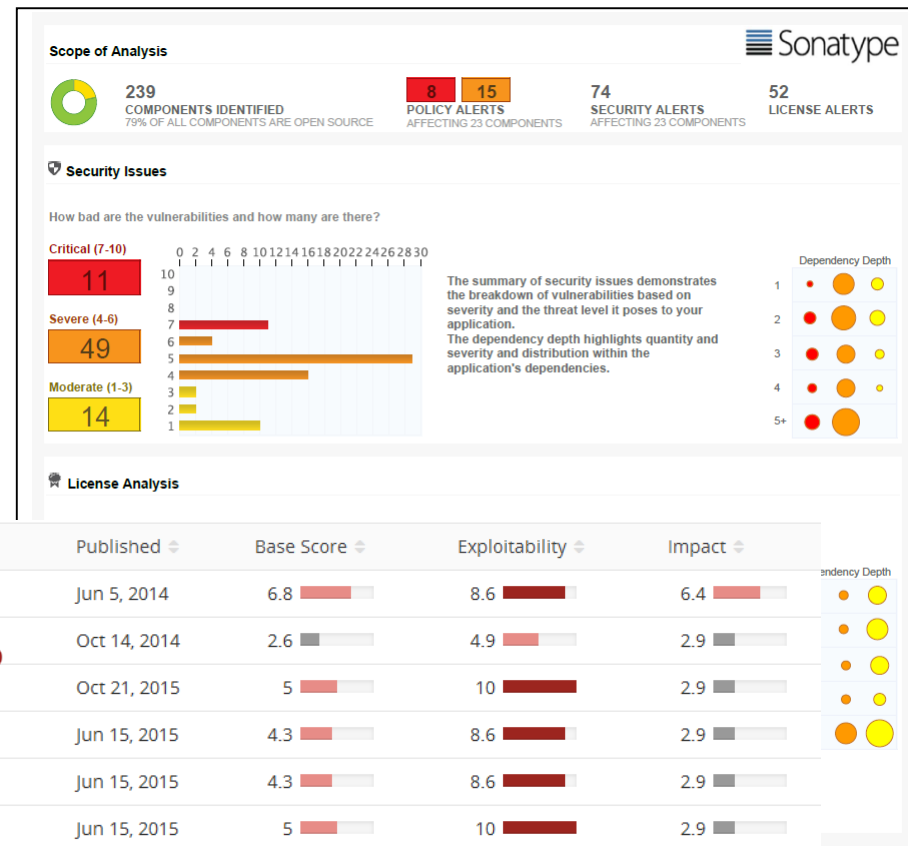 Scope of Analysis
Sonatype
239
COMPONENTS IDENTIFIED
79% OF ALL COMPONENTS ARE OPEN SOURCE
8 15
POLICY ALERTS
AFFECTING 23 COMPONENTS
74
SECURITY ALERTS
AFFECTING 23 COMPONENTS
52
LICENSE ALERTS
Security Issues
How bad are the vulnerabilities and how many are there?
Critical (7-10)
11
Severe (4-6)
49
Moderate (1-3)
14
0 2 4 6 8 10 12 14 16 18 20 22 24 26 28 30
10
9
8
7
6
5
4
3
2
1
The summary of security issues demonstrates
the breakdown of vulnerabilities based on
severity and the threat level it poses to your
application.
The dependency depth highlights quantity and
severity and distribution within the
application's dependencies.
Dependency Depth
1
2
3
4
5+
License Analysis
Published Base Score Exploitability Impact
Jun 5, 2014 6.8 8.6 6.4
Oct 14, 2014 2.6 4.9 2.9
Oct 21, 2015 5 10 2.9
Jun 15, 2015 4.3 8.6 2.9
Jun 15, 2015 4.3 8.6 2.9
Jun 15, 2015 5 10 2.9
endency Depth